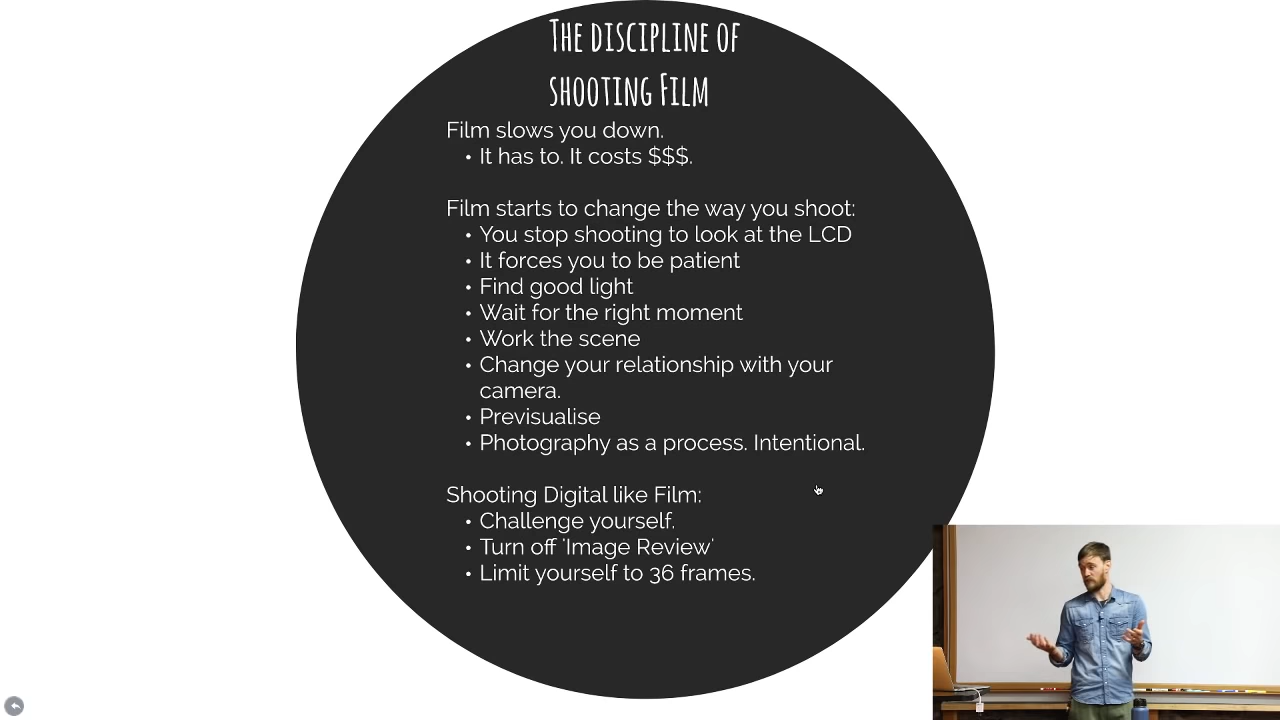 The discipline of
shooting Film
Film slows you down.
• It has to. It costs $$$.
Film starts to change the way you shoot:
• You stop shooting to look at the LCD
• It forces you to be patient
• Find good light
• Wait for the right moment
• Work the scene
• Change your relationship with your
camera.
• Previsualise
• Photography as a process. Intentional.
Shooting Digital like Film:
• Challenge yourself.
• Turn off 'Image Review'
• Limit yourself to 36 frames.